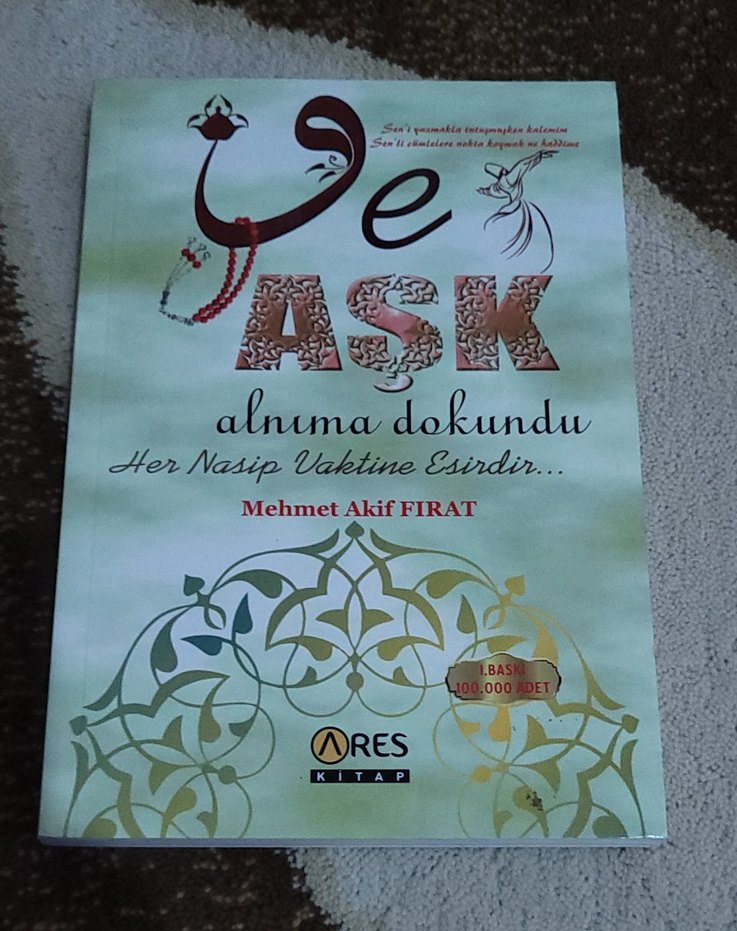 Sen'i yazmakla tutuşmuşken kalemim
Sen'li cümlelere nokta koymak ne haddime
Ve
AŞK
alnıma dokundu
Her Nasip Vaktine Esirdir...
Mehmet Akif FIRAT
1.BASKI
100.000 ADET
ARES
KİTAP